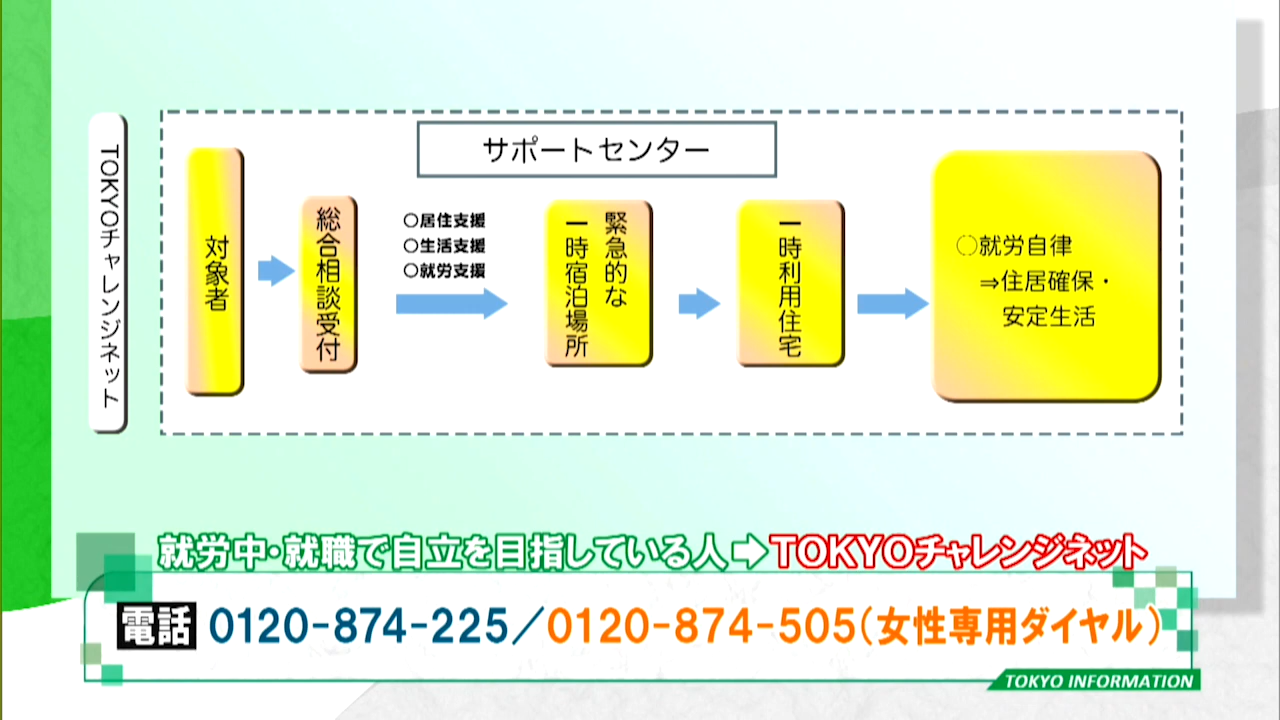 TOKYOチャレンジネット
サポートセンター
対象者
総合相談受付
○居住支援
○生活支援
○就労支援
緊急的な
一時宿泊場所
一時利用住宅
○就労自律
⇒住居確保・
安定生活
就労中・就職で自立を目指している人➡TOKYOチャレンジネット
電話 0120-874-225／0120-874-505(女性専用ダイヤル)
TOKYO INFORMATION